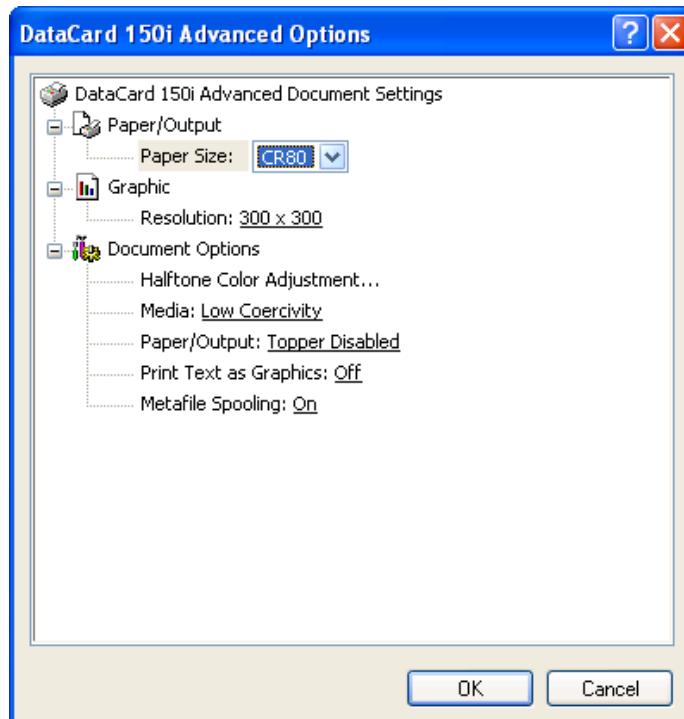 DataCard 150i Advanced Options
DataCard 150i Advanced Document Settings
Paper/Output
Paper Size: CR80
Graphic
Resolution: 300 x 300
Document Options
Halftone Color Adjustment...
Media: Low Coercivity
Paper/Output: Topper Disabled
Print Text as Graphics: Off
Metafile Spooling: On
OK Cancel